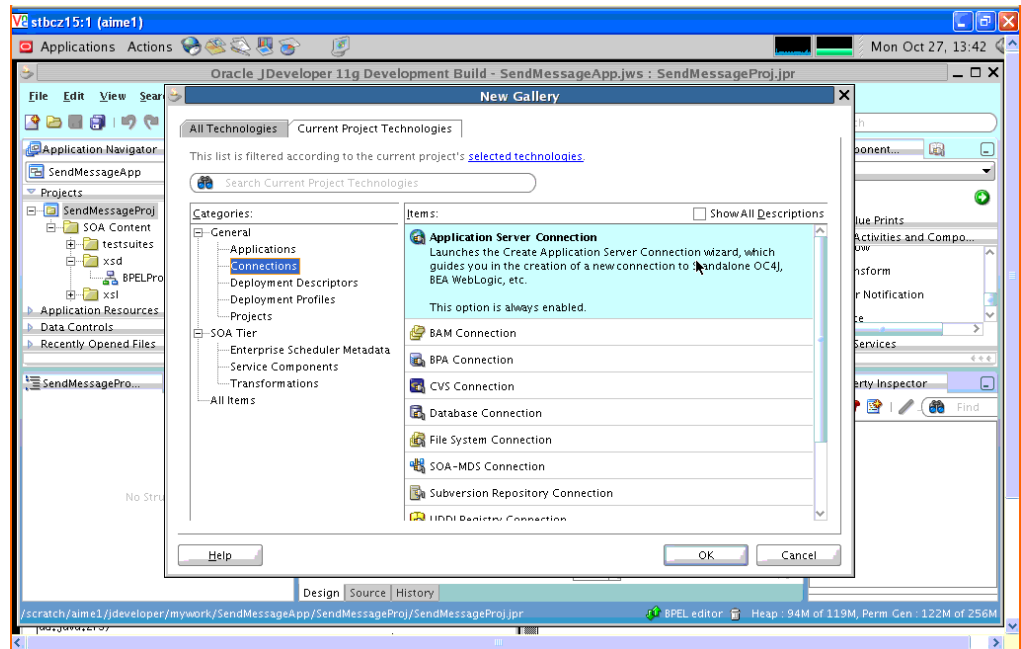 stbcz15:1 (aime1)
Applications Actions Mon Oct 27, 13:42
Oracle JDeveloper 11g Development Build - SendMessageApp.jws : SendMessageProj.jpr
File Edit View
New Gallery
Application Navigator
SendMessageApp
Projects
SendMessageProj
SOA Content
testsuites
xsd
xsl
Application Resources
Data Controls
Recently Opened Files
All Technologies Current Project Technologies
This list is filtered according to the current project's selected technologies.
Search Current Project Technologies
Categories:
General
Applications
Connections
Deployment Descriptors
Deployment Profiles
Projects
SOA Tier
Enterprise Scheduler Metadata
Service Components
Transformations
All Items
Items: Show All Descriptions
Application Server Connection
Launches the Create Application Server Connection wizard, which
guides you in the creation of a new connection to Standalone OC4J,
BEA WebLogic, etc.
This option is always enabled.
BAM Connection
BPA Connection
CVS Connection
Database Connection
File System Connection
SOA-MDS Connection
Subversion Repository Connection
UDDI Registry Connection
Help OK Cancel
lue Prints
Activities and Compo...
nsform
r Notification
Services
SendMessagePro...
erty Inspector
Find
No Stru
Design Source History
/scratch/aime1/jdeveloper/mywork/SendMessageApp/SendMessageProj/SendMessageProj.jpr BPEL editor Heap : 94M of 119M, Perm Gen : 122M of 256M